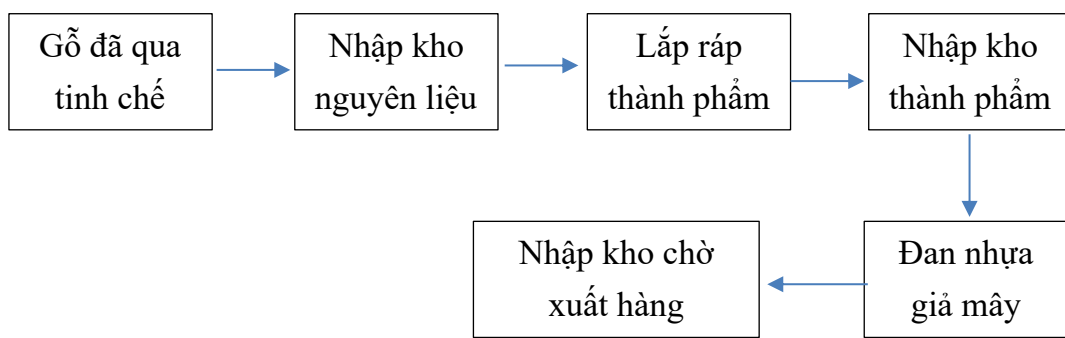 Gỗ đã qua
tinh chế
Nhập kho
nguyên liệu
Lắp ráp
thành phẩm
Nhập kho
thành phẩm
Đan nhựa
giả mây
Nhập kho chờ
xuất hàng